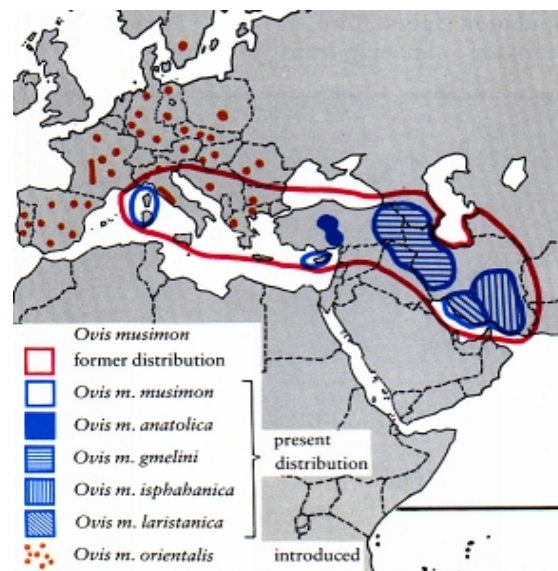 Ovis musimon
former distribution
Ovis m. musimon
Ovis m. anatolica
Ovis m. gmelini
Ovis m. isphahanica
Ovis m. laristanica
Ovis m. orientalis
present
distribution
introduced